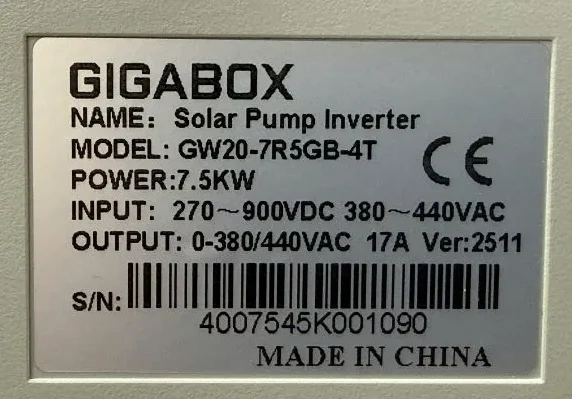 GIGABOX
NAME: Solar Pump Inverter
MODEL: GW20-7R5GB-4T
CE
POWER:7.5KW
INPUT: 270~900VDC 380~440VAC
OUTPUT: 0-380/440VAC 17A Ver:2511
S/N:
4007545K001090
MADE IN CHINA